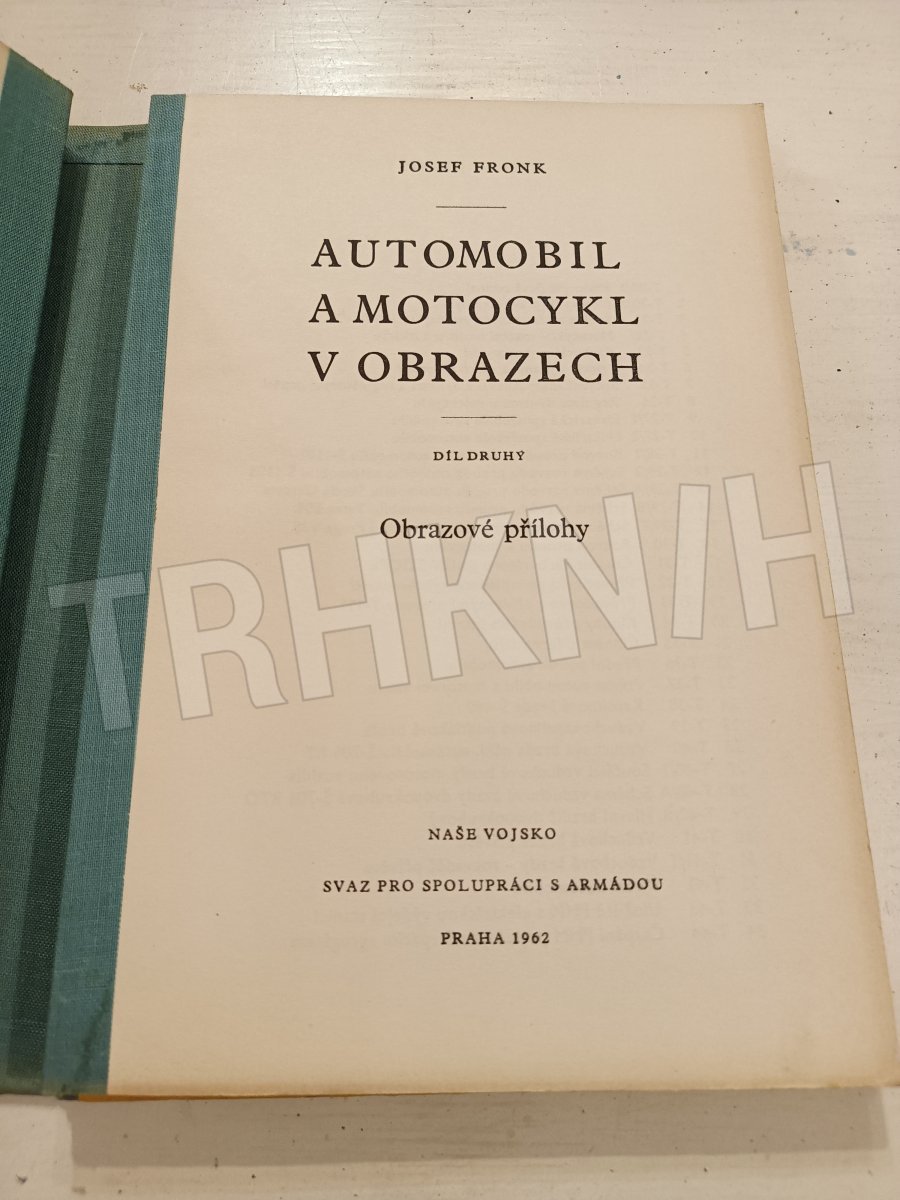 JOSEF FRONK
AUTOMOBIL
A MOTOCYKL
V OBRAZECH
DÍL DRUHÝ
Obrazové přílohy
TRHKNIH
NAŠE VOJSKO
SVAZ PRO SPOLUPRÁCI S ARMÁDOU
PRAHA 1962